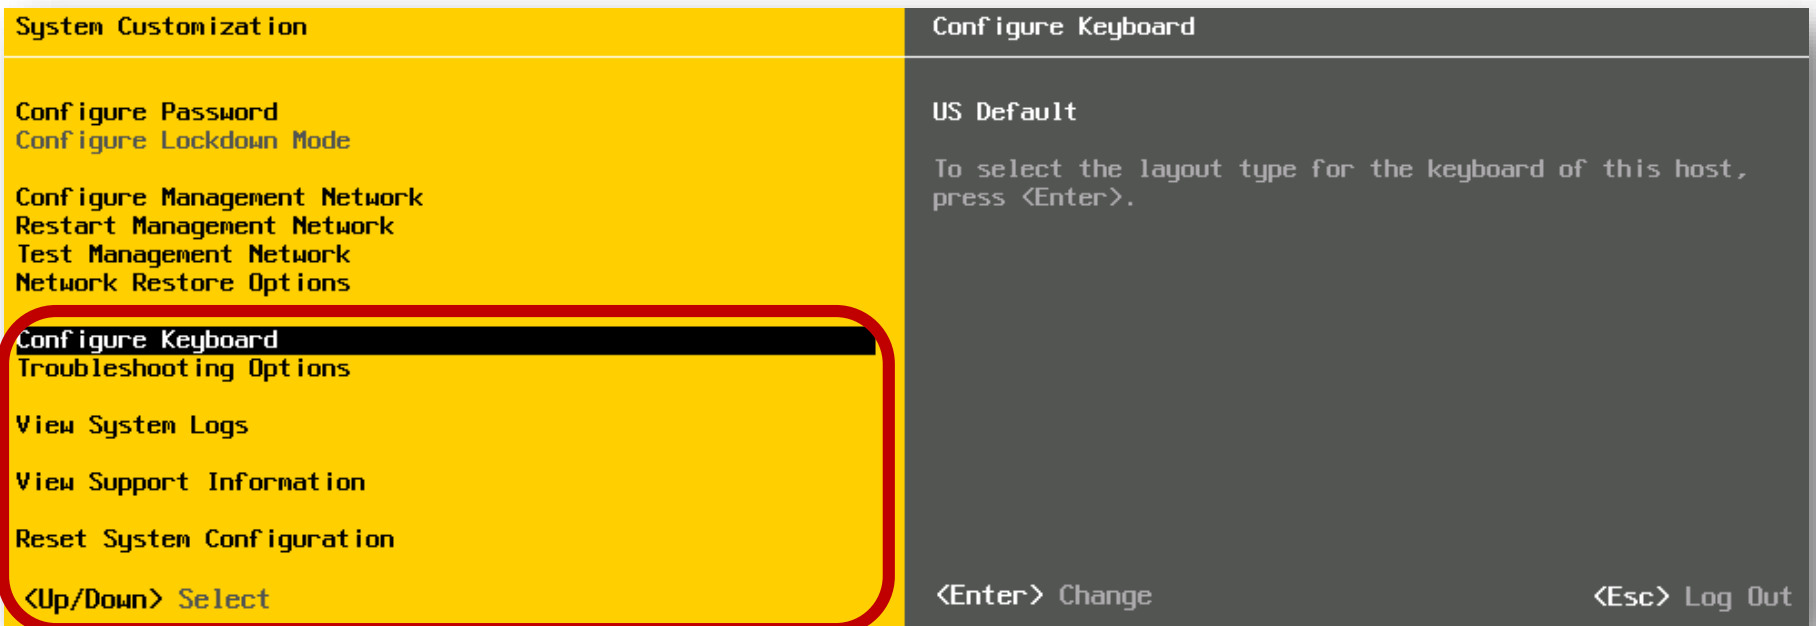 System Customization
Configure Password
Configure Lockdown Mode
Configure Management Network
Restart Management Network
Test Management Network
Network Restore Options
Configure Keyboard
Troubleshooting Options
View System Logs
View Support Information
Reset System Configuration
<Up/Down> Select
Configure Keyboard
US Default
To select the layout type for the keyboard of this host,
press <Enter>.
<Enter> Change
<Esc> Log Out